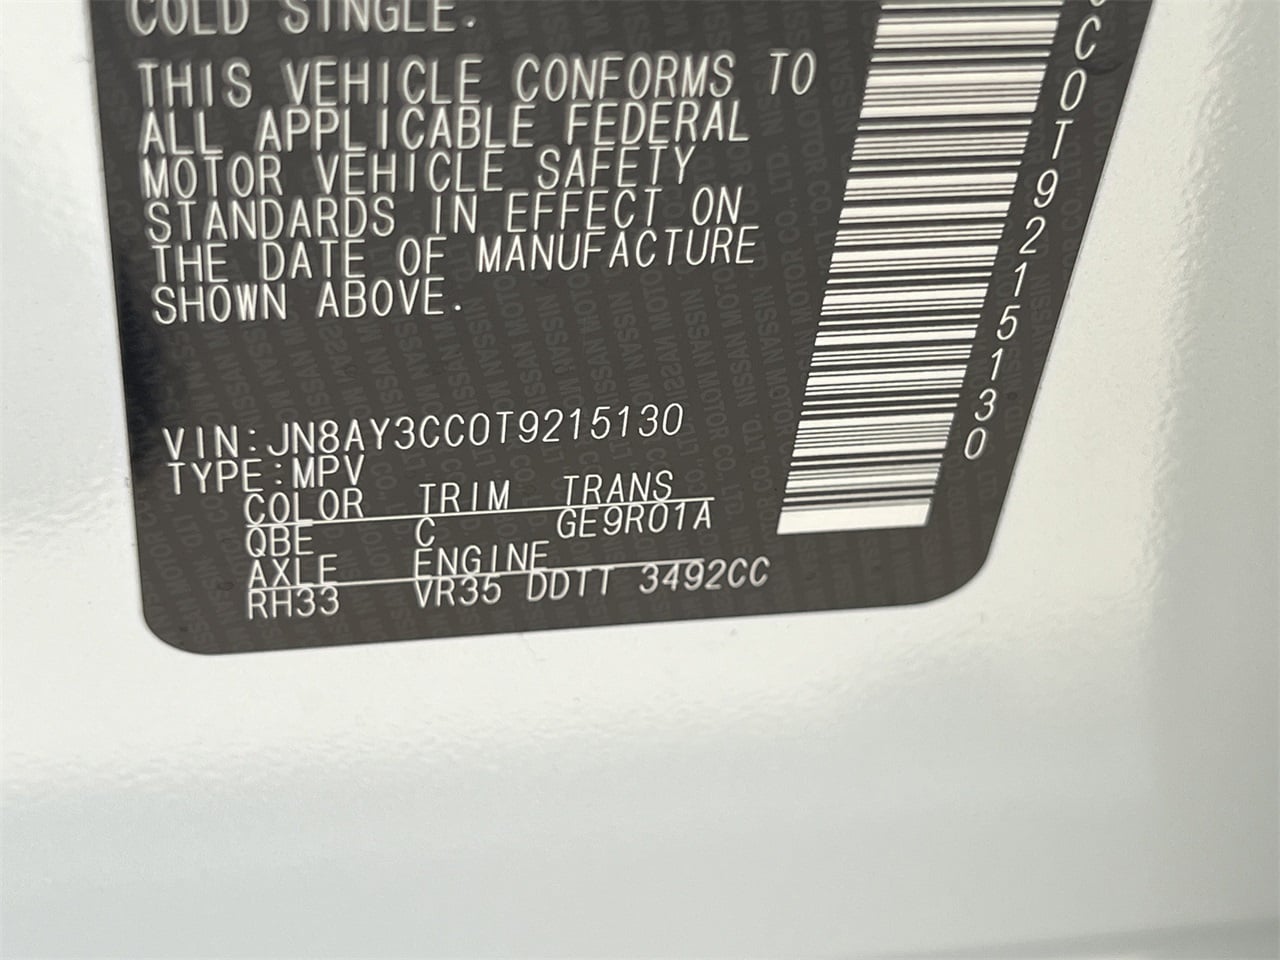 COLD SINGLE.
THIS VEHICLE CONFORMS TO
ALL APPLICABLE FEDERAL
MOTOR VEHICLE SAFETY
STANDARDS IN EFFECT ON
THE DATE OF MANUFACTURE
SHOWN ABOVE.
VIN:JN8AY3CC0T9215130
TYPE:MPV
COLOR TRIM TRANS
QBE C GE9R01A
AXLE ENGINE
RH33 VR35 DDTT 3492CC
C0T9215130